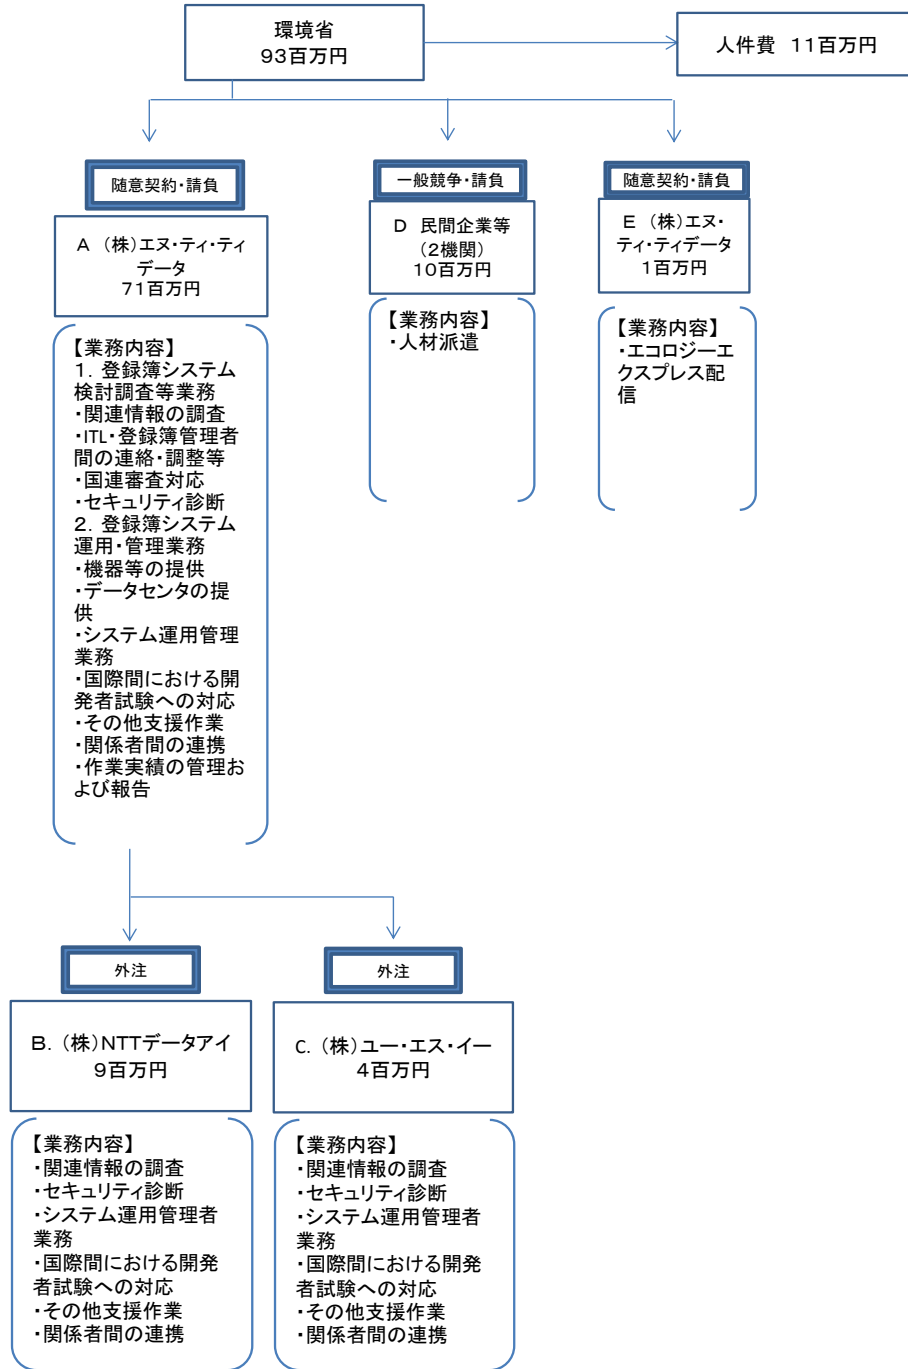 環境省
93百万円
人件費　11百万円
随意契約・請負
A　（株）エヌ・ティ・ティ
データ
71百万円
【業務内容】
1．登録簿システム
検討調査等業務
・関連情報の調査
・ITL・登録簿管理者
間の連絡・調整等
・国連審査対応
・セキュリティ診断
2．登録簿システム
運用・管理業務
・機器等の提供
・データセンタの提
供
・システム運用管理
業務
・国際間における開
発者試験への対応
・その他支援作業
・関係者間の連携
・作業実績の管理お
よび報告
一般競争・請負
D　民間企業等
（2機関）
10百万円
【業務内容】
・人材派遣
随意契約・請負
E　（株）エヌ・
ティ・ティデータ
1百万円
【業務内容】
・エコロジーエ
クスプレス配
信
外注
B．（株）NTTデータアイ
9百万円
【業務内容】
・関連情報の調査
・セキュリティ診断
・システム運用管理者
業務
・国際間における開発
者試験への対応
・その他支援作業
・関係者間の連携
外注
C．（株）ユー・エス・イー
4百万円
【業務内容】
・関連情報の調査
・セキュリティ診断
・システム運用管理者
業務
・国際間における開発
者試験への対応
・その他支援作業
・関係者間の連携